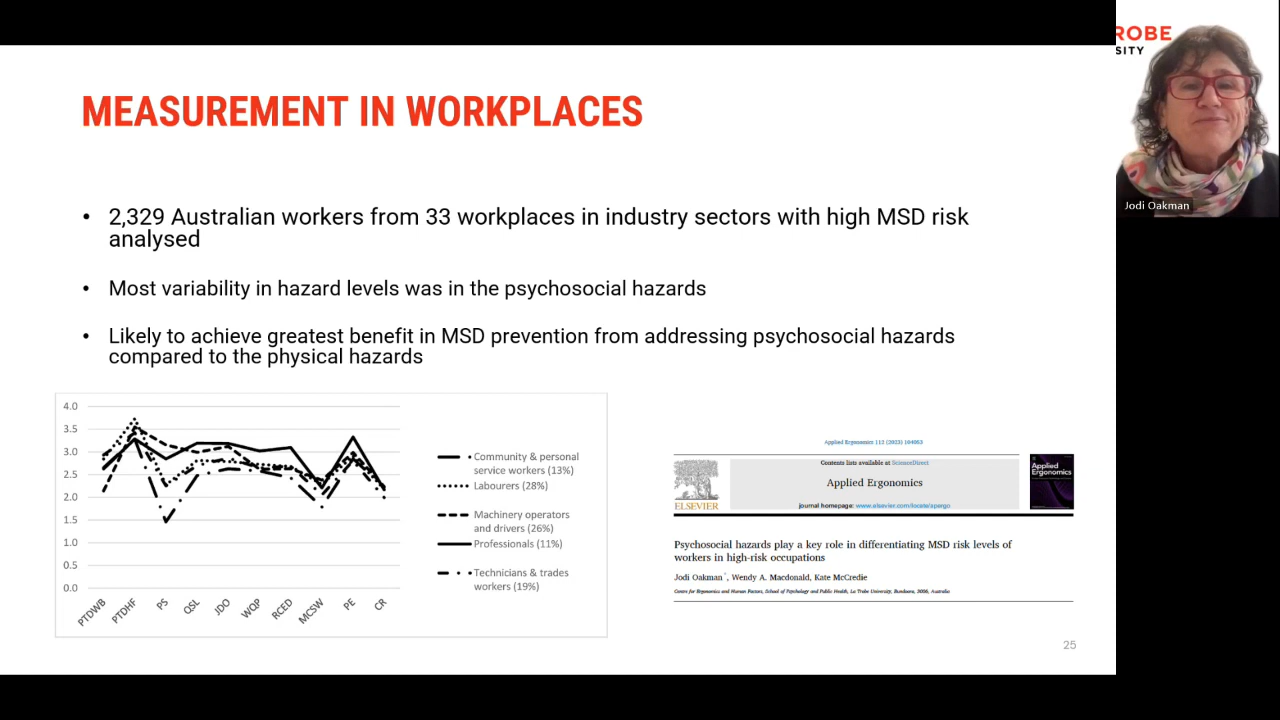 ROBE
SITY
Jodi Oakman
MEASUREMENT IN WORKPLACES
• 2,329 Australian workers from 33 workplaces in industry sectors with high MSD risk
analysed
• Most variability in hazard levels was in the psychosocial hazards
• Likely to achieve greatest benefit in MSD prevention from addressing psychosocial hazards
compared to the physical hazards
4.0
3.5
3.0
2.5
2.0
1.5
1.0
0.5
0.0
PTDWB
PTDHF
PS
QSL
JDO
WQP
RCED
MCSW
PE
CR
Community & personal
service workers (13%)
Labourers (28%)
Machinery operators
and drivers (26%)
Professionals (11%)
Technicians & trades
workers (19%)
Applied Ergonomics 112 (2023) 104053
Contents lists available at ScienceDirect
Applied Ergonomics
journal homepage: www.elsevier.com/locate/apergo
ELSEVIER
Applied
Ergonomics
Psychosocial hazards play a key role in differentiating MSD risk levels of
workers in high-risk occupations
Jodi Oakman*, Wendy A. Macdonald, Kate McCredie
Centre for Ergonomics and Human Factors, School of Psychology and Public Health, La Trobe University, Bundoora, 3086, Australia
25